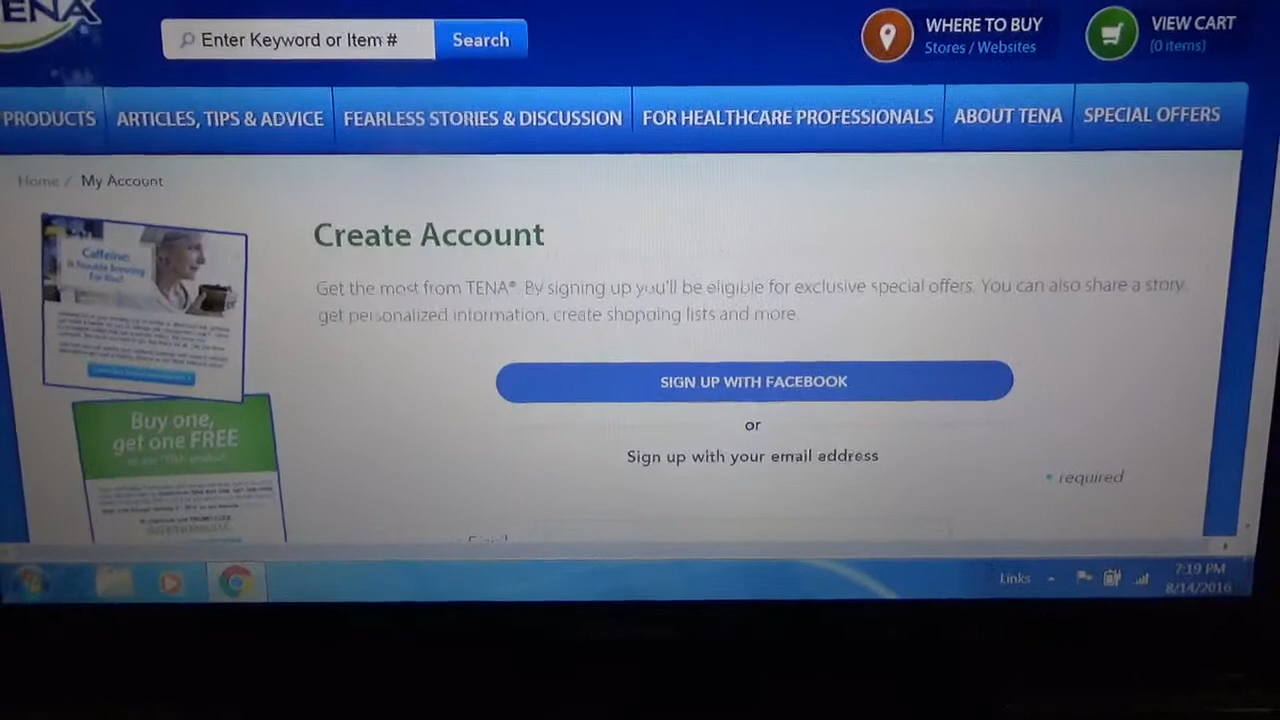 ENA
Enter Keyword or Item #
Search
WHERE TO BUY
Stores / Websites
VIEW CART
(0 items)
PRODUCTS
ARTICLES, TIPS & ADVICE
FEARLESS STORIES & DISCUSSION
FOR HEALTHCARE PROFESSIONALS
ABOUT TENA
SPECIAL OFFERS
Home / My Account
Caffeine:
Create Account
Get the most from TENA®. By signing up you'll be eligible for exclusive special offers. You can also share a story,
get personalized information, create shopping lists and more.
SIGN UP WITH FACEBOOK
or
Sign up with your email address
* required
Buy one,
get one FREE
Email
Links
7:19 PM
8/14/2016